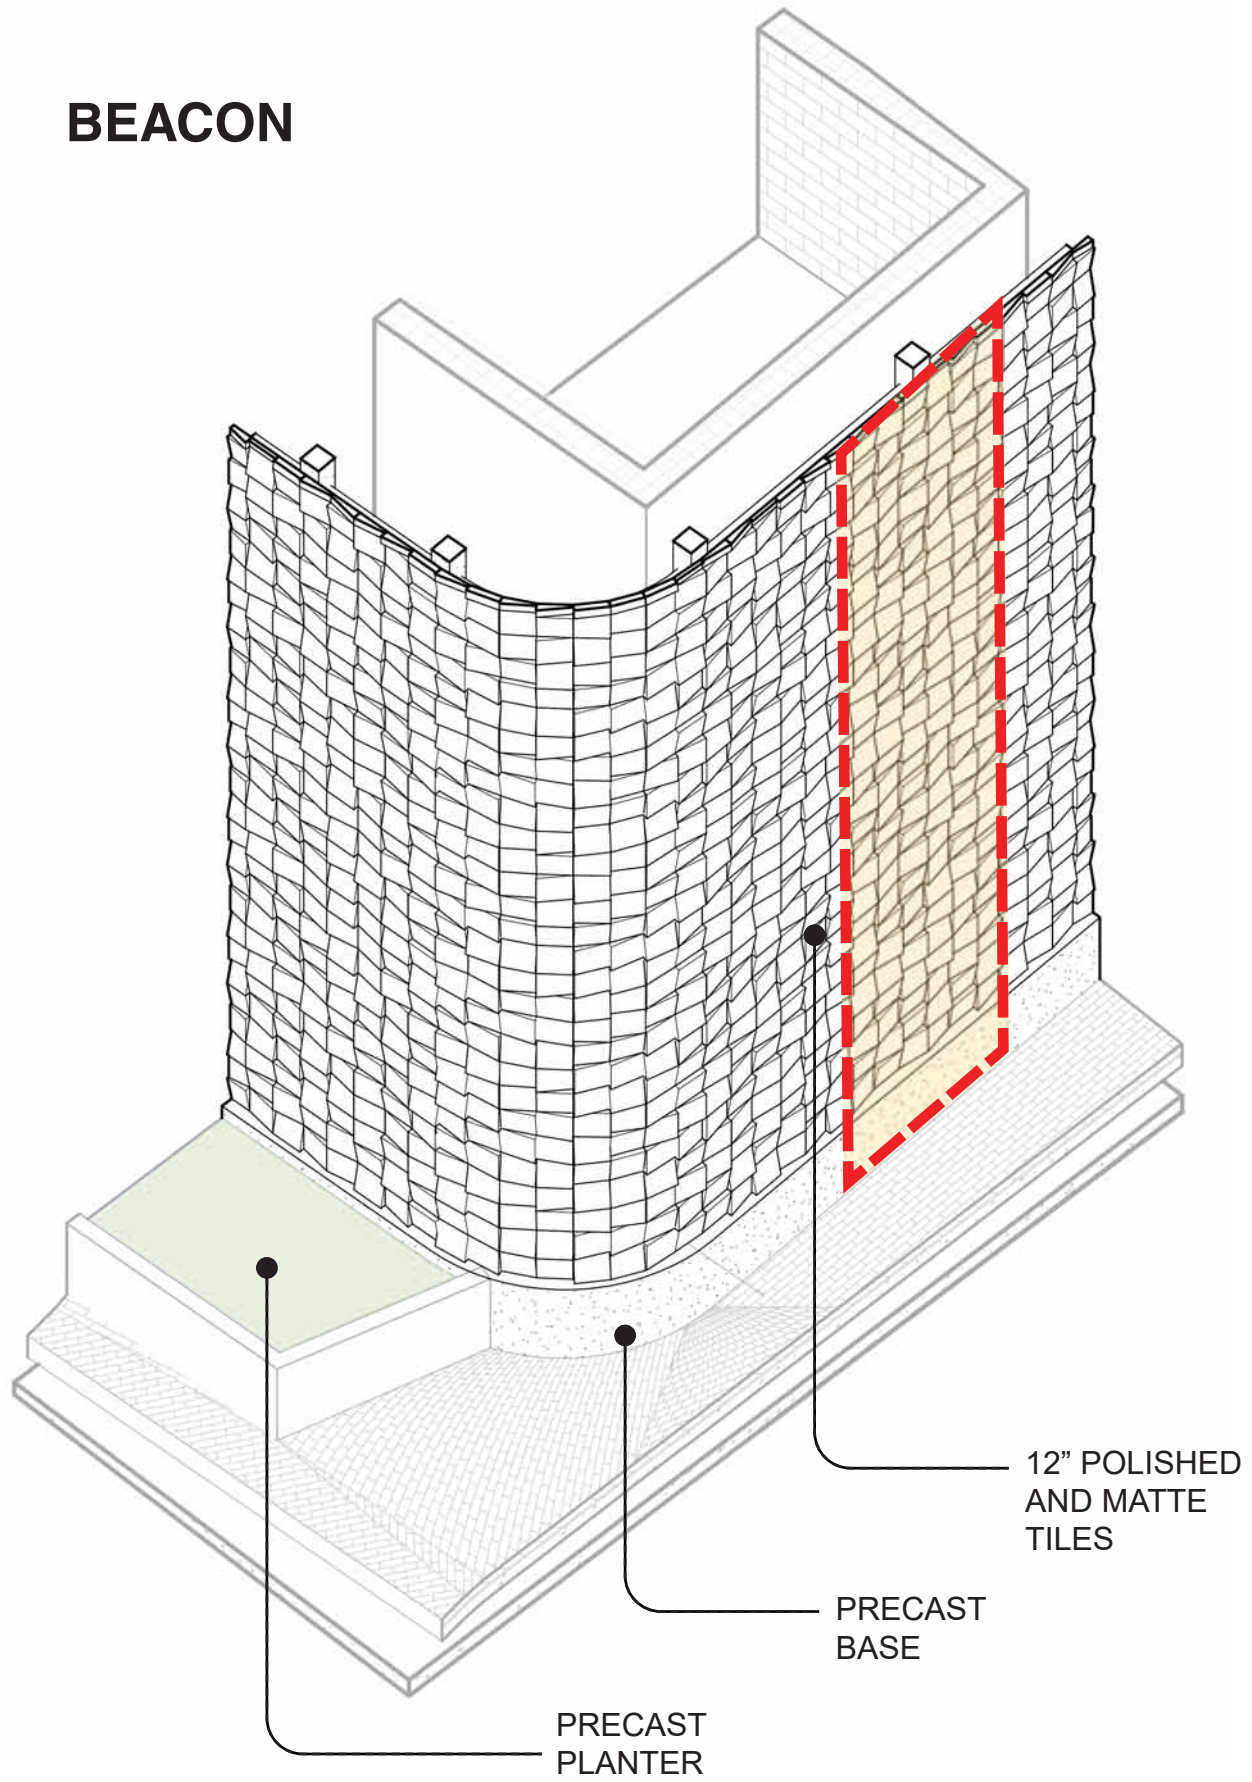 BEACON
12” POLISHED
AND MATTE
TILES
PRECAST
BASE
PRECAST
PLANTER